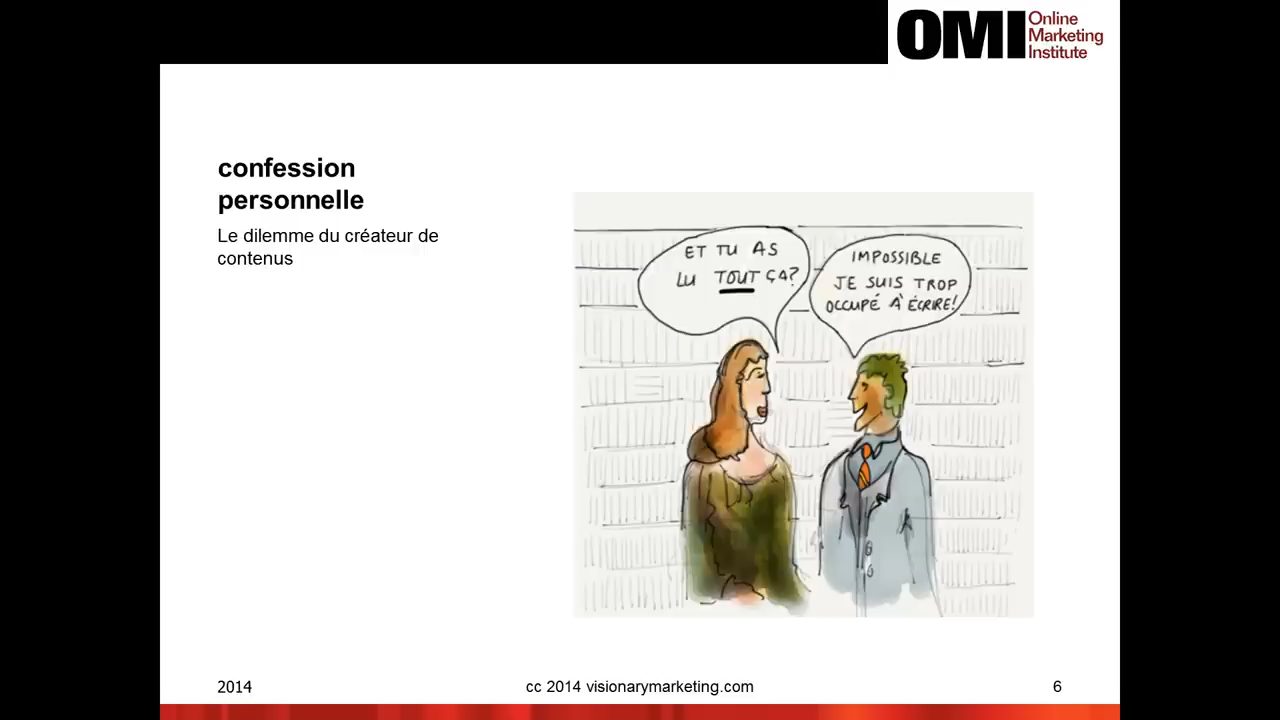 OMI
Online
Marketing
Institute
confession
personnelle
Le dilemme du créateur de
contenus
ET TU AS
LU TOUT ÇA?
IMPOSSIBLE
JE SUIS TROP
OCCUPÉ À ÉCRIRE!
2014
cc 2014 visionarymarketing.com
6